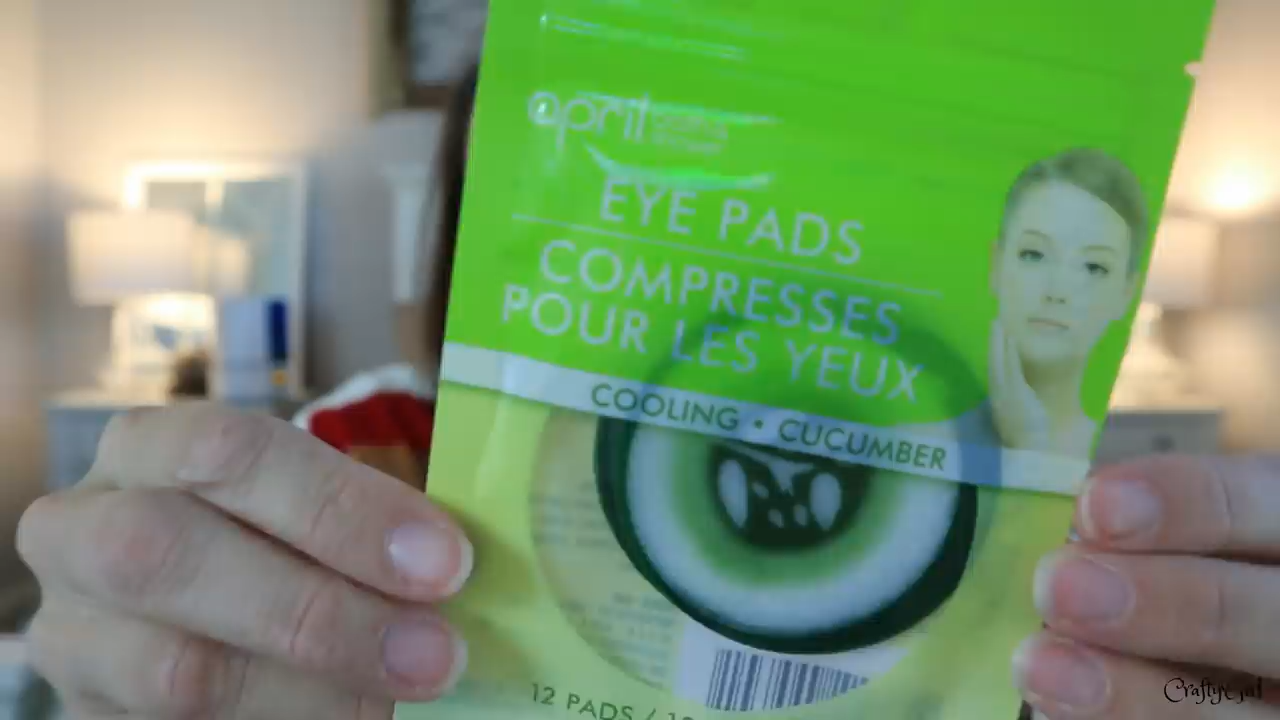 april
EYE PADS
COMPRESSES
POUR LES YEUX
COOLING • CUCUMBER
12 PADS /
CraftyGal